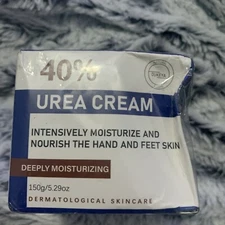 40%
UREA CREAM
INTENSIVELY MOISTURIZE AND
NOURISH THE HAND AND FEET SKIN
DEEPLY MOISTURIZING
150g/5.29oz
DERMATOLOGICAL SKINCARE